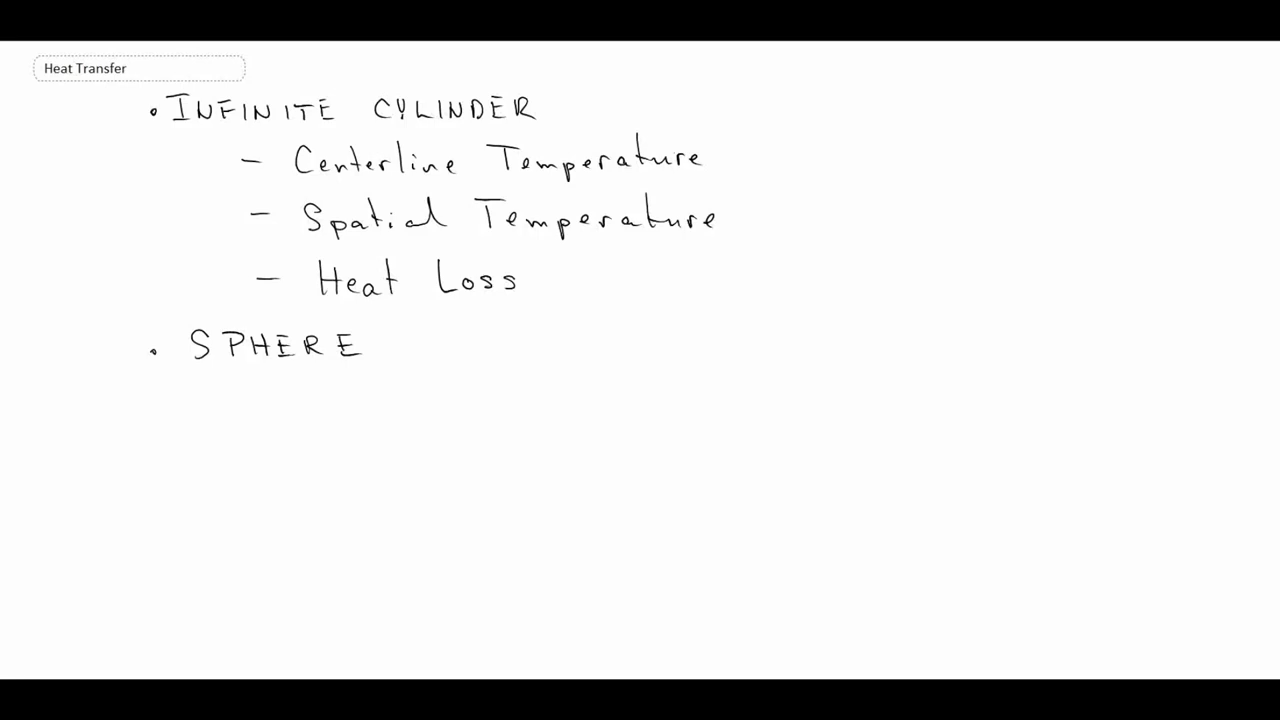 Heat Transfer
• INFINITE CYLINDER
- Centerline Temperature
- Spatial Temperature
- Heat Loss
• SPHERE